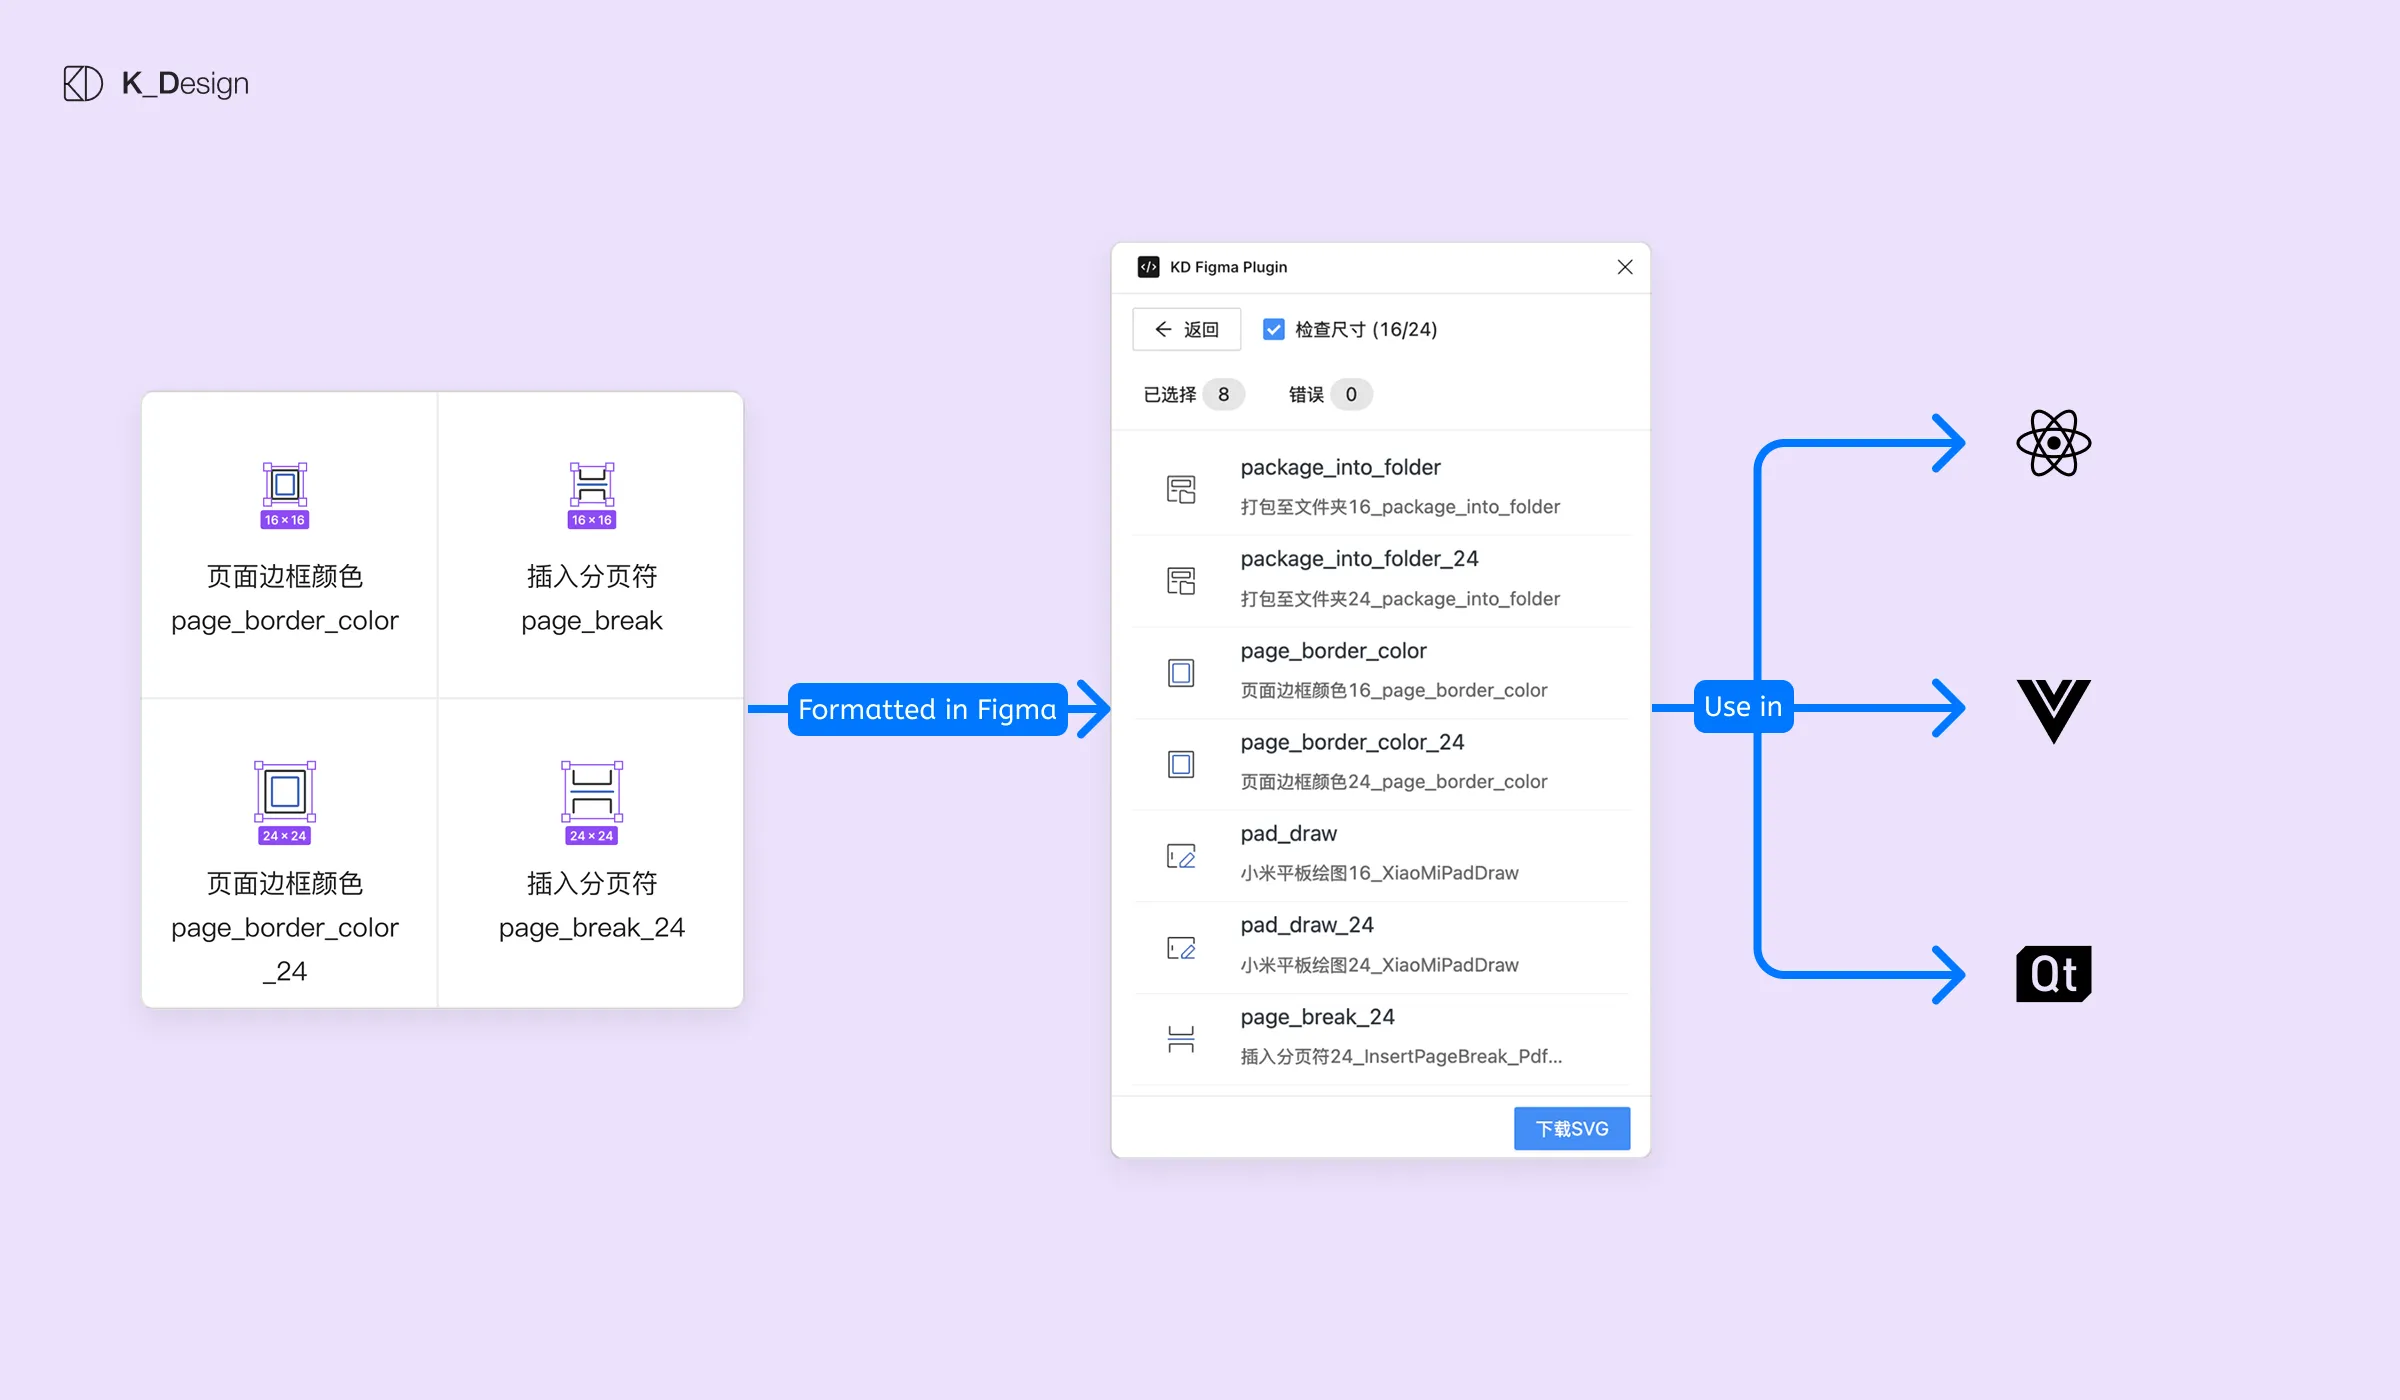 K_Design
16×16
页面边框颜色
page_border_color
16×16
插入分页符
page_break
24×24
页面边框颜色
page_border_color
_24
24×24
插入分页符
page_break_24
Formatted in Figma
KD Figma Plugin
返回
检查尺寸 (16/24)
已选择 8
错误 0
package_into_folder
打包至文件夹16_package_into_folder
package_into_folder_24
打包至文件夹24_package_into_folder
page_border_color
页面边框颜色16_page_border_color
page_border_color_24
页面边框颜色24_page_border_color
pad_draw
小米平板绘图16_XiaoMiPadDraw
pad_draw_24
小米平板绘图24_XiaoMiPadDraw
page_break_24
插入分页符24_InsertPageBreak_Pdf...
下载SVG
Use in
Qt